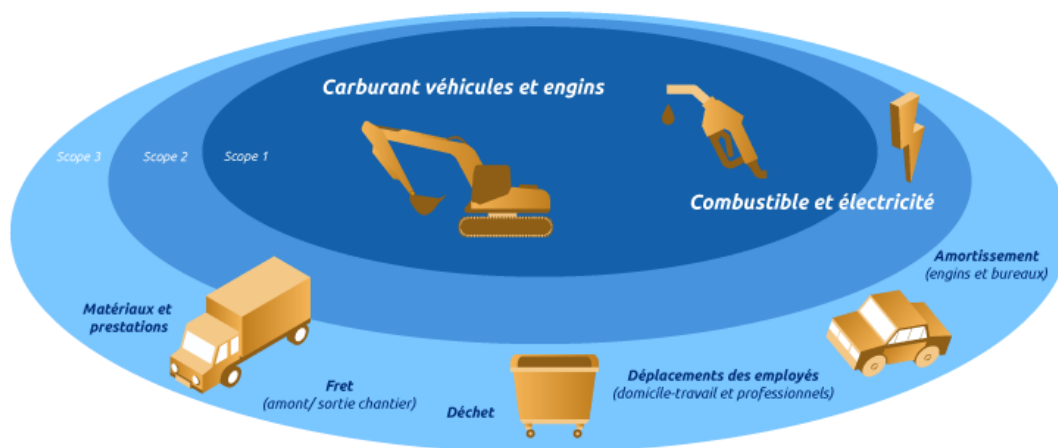 Carburant véhicules et engins
Scope 3
Scope 2
Scope 1
Combustible et électricité
Amortissement
(engins et bureaux)
Matériaux et
prestations
Fret
(amont/ sortie chantier)
Déchet
Déplacements des employés
(domicile-travail et professionnels)